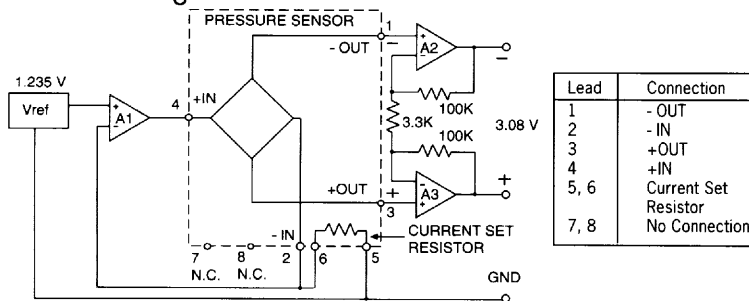 PRESSURE SENSOR
1
- OUT
−
+
A2
−
−
1.235 V
Vref
+
A1
−
4
+IN
100K
3.3K
100K
3.08 V
+OUT
+
3
−
A3
+
+
- IN
CURRENT SET
RESISTOR
7
N.C.
8
N.C.
2
6
5
GND
Lead Connection
1 - OUT
2 - IN
3 +OUT
4 +IN
5, 6 Current Set
Resistor
7, 8 No Connection